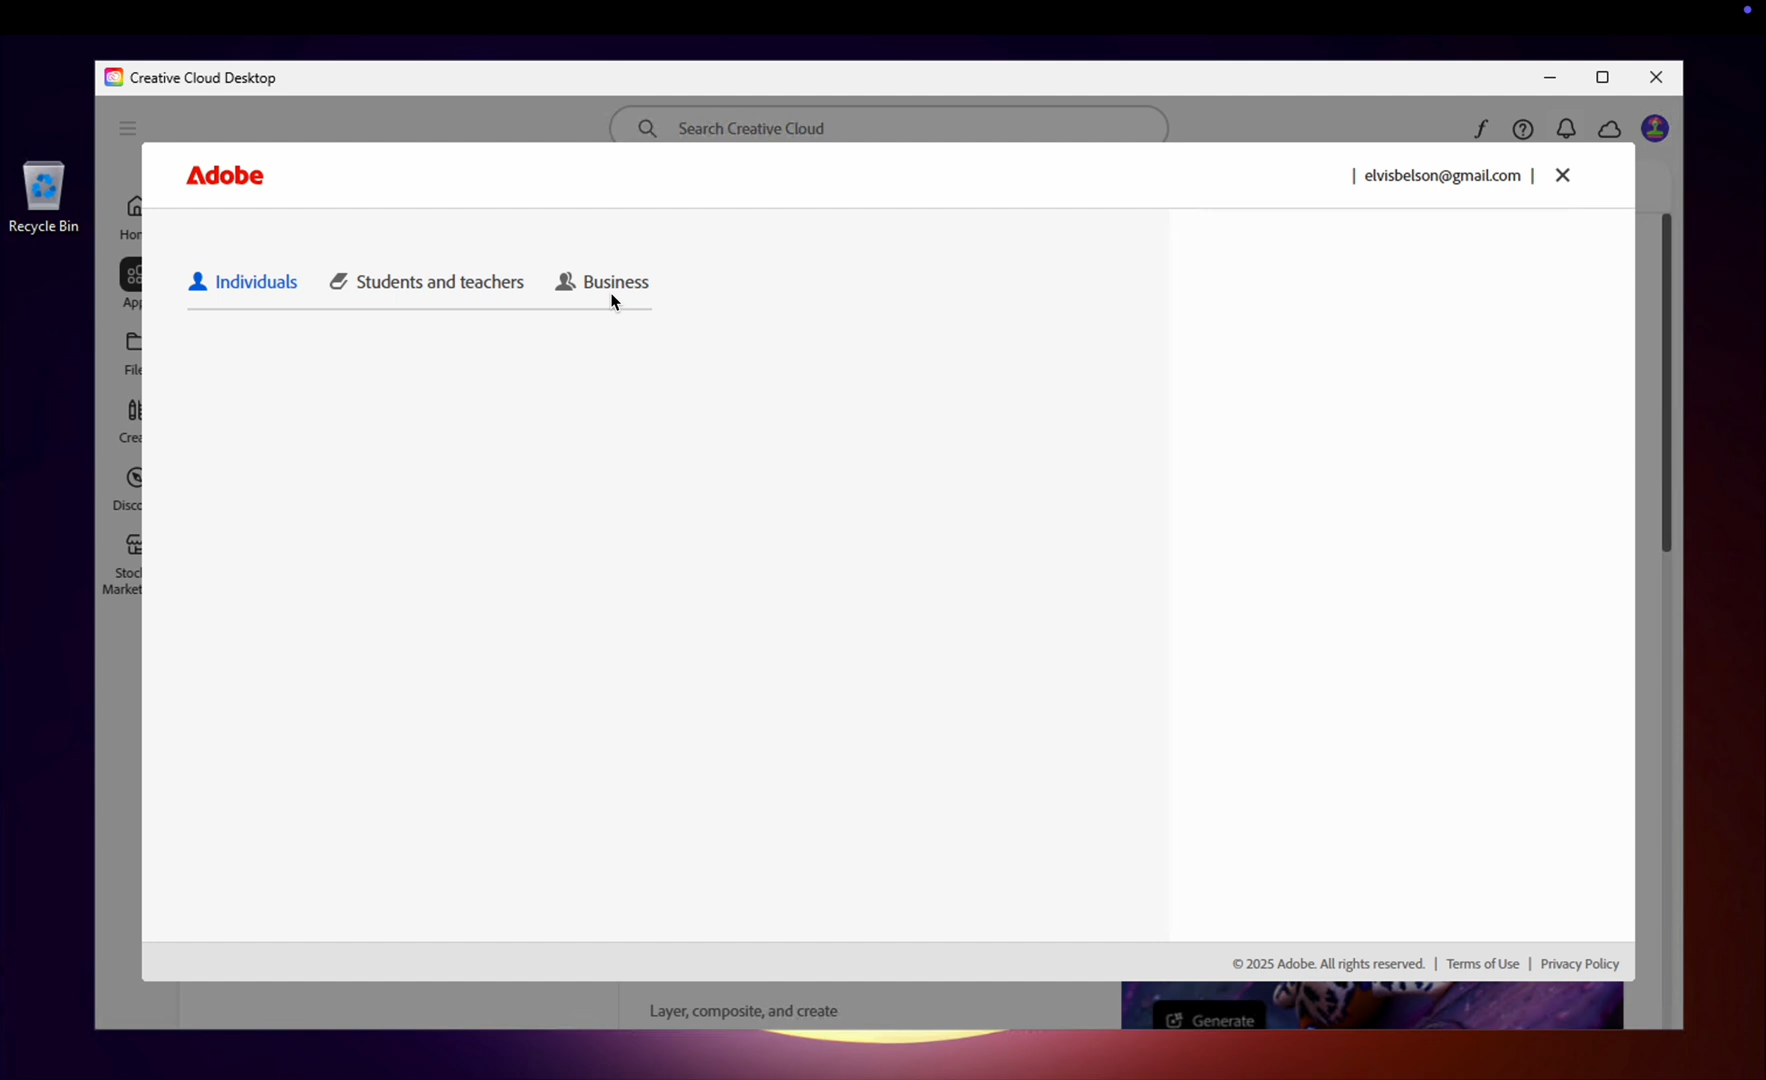 Creative Cloud Desktop
Search Creative Cloud
Adobe
| elvisbelson@gmail.com |
Recycle Bin
Individuals
Students and teachers
Business
© 2025 Adobe. All rights reserved. | Terms of Use | Privacy Policy
Layer, composite, and create
Generate